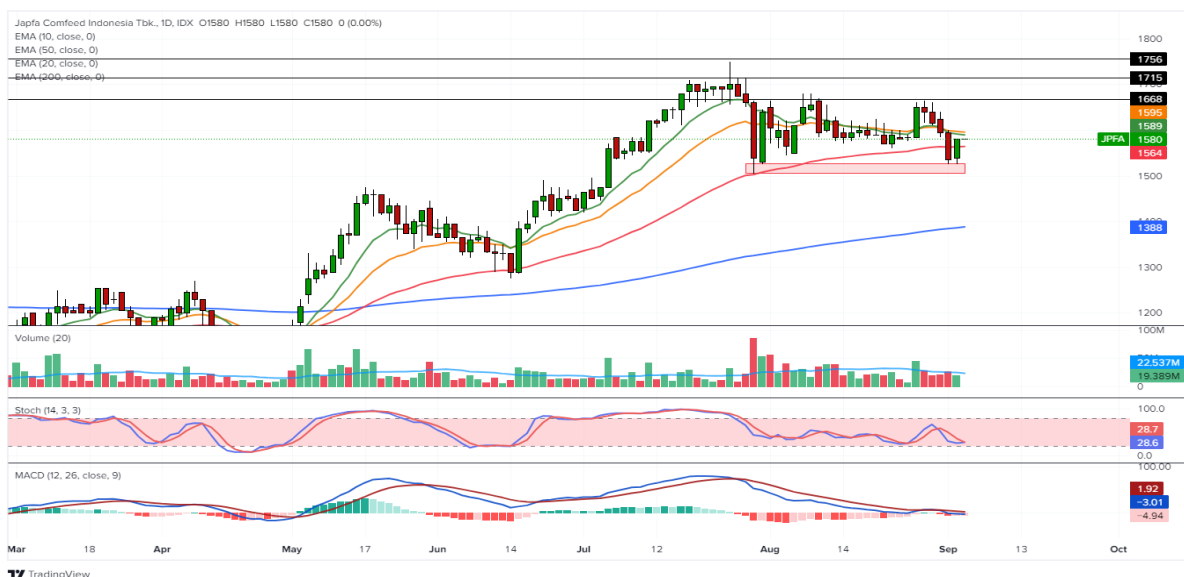 Japfa Comfeed Indonesia Tbk., 1D, IDX O1580 H1580 L1580 C1580 0 (0.00%)
EMA (10, close, 0)
EMA (50, close, 0)
EMA (20, close, 0)
EMA (200, close, 0)
1800
1756
1715
1668
1595
1589
JPFA 1580
1564
1500
1388
1300
1200
Volume (20)
100M
22.537M
19.389M
0
Stoch (14, 3, 3)
100.0
28.7
28.6
0.0
MACD (12, 26, close, 9)
100.00
1.92
−3.01
−4.94
Mar 18 Apr May 17 Jun 14 Jul 12 Aug 14 Sep 13 Oct
TradingView